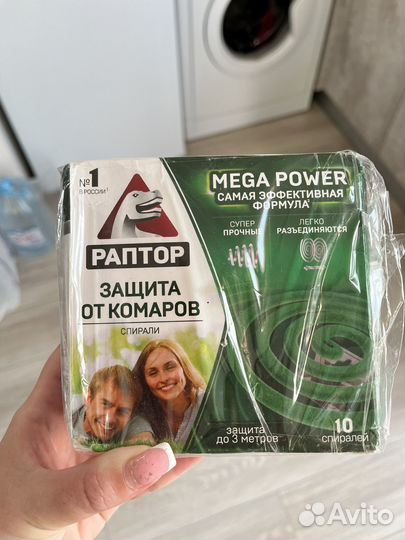 №1
В РОССИИ¹
РАПТОР
ЗАЩИТА
ОТ КОМАРОВ
СПИРАЛИ
MEGA POWER
САМАЯ ЭФФЕКТИВНАЯ
ФОРМУЛА
СУПЕР
ПРОЧНЫЕ
ЛЕГКО
РАЗЪЕДИНЯЮТСЯ
защита
до 3 метров
10
спиралей
Avito